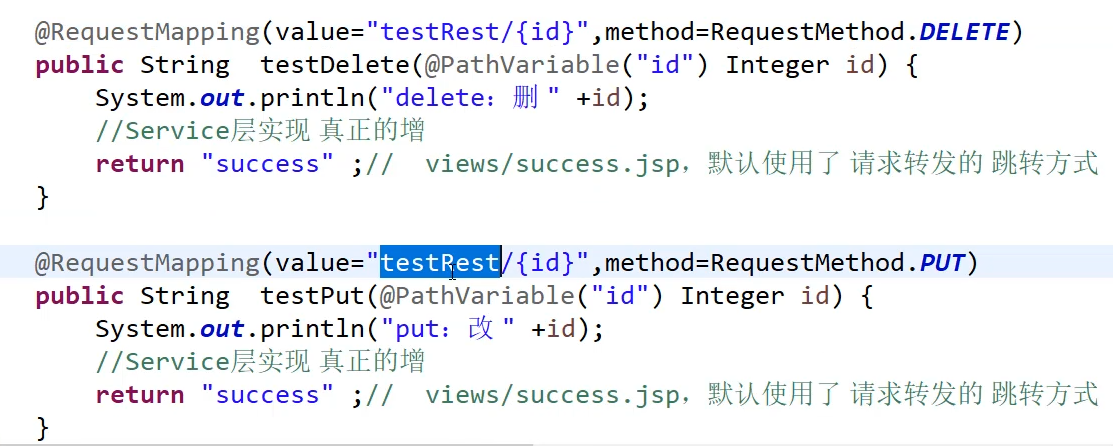 @RequestMapping(value="testRest/{id}",method=RequestMethod.DELETE)
public String  testDelete(@PathVariable("id") Integer id) {
    System.out.println("delete：删 " +id);
    //Service层实现 真正的增
    return "success" ;//  views/success.jsp，默认使用了 请求转发的 跳转方式
}
@RequestMapping(value="testRest/{id}",method=RequestMethod.PUT)
public String  testPut(@PathVariable("id") Integer id) {
    System.out.println("put：改 " +id);
    //Service层实现 真正的增
    return "success" ;//  views/success.jsp，默认使用了 请求转发的 跳转方式
}